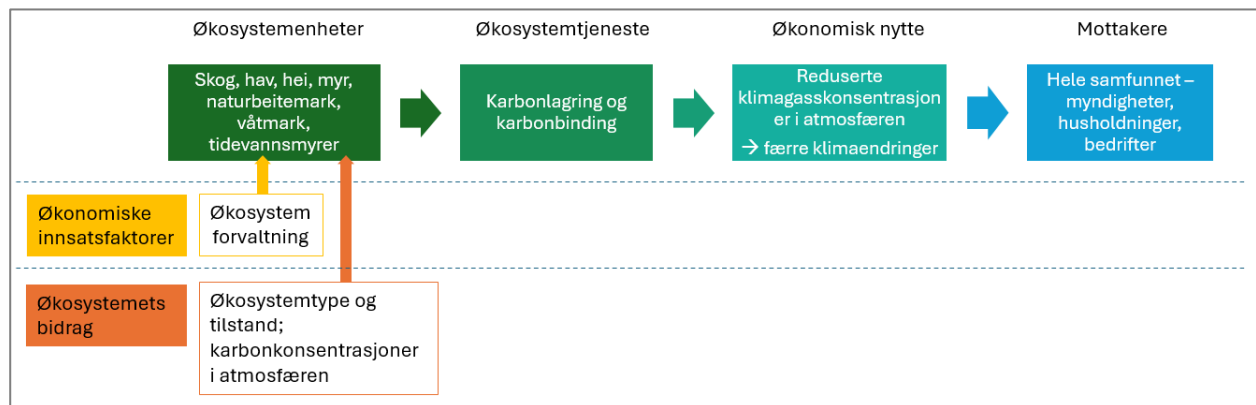 Økosystemenheter
Økosystemtjeneste
Økonomisk nytte
Mottakere
Skog, hav, hei, myr,
naturbeitemark,
våtmark,
tidevannsmyrer
Karbonlagring og
karbonbinding
Reduserte
klimagasskonsentrasjon
er i atmosfæren
→ færre klimaendringer
Hele samfunnet –
myndigheter,
husholdninger,
bedrifter
Økonomiske
innsatsfaktorer
Økosystem
forvaltning
Økosystemets
bidrag
Økosystemtype og
tilstand;
karbonkonsentrasjoner
i atmosfæren